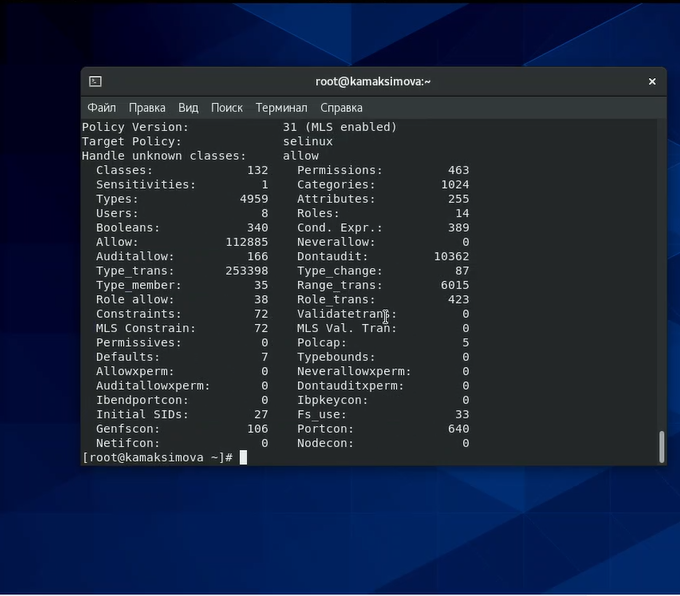 root@kamaksimova:~
Файл Правка Вид Поиск Терминал Справка
Policy Version: 31 (MLS enabled)
Target Policy: selinux
Handle unknown classes: allow
Classes: 132 Permissions: 463
Sensitivities: 1 Categories: 1024
Types: 4959 Attributes: 255
Users: 8 Roles: 14
Booleans: 340 Cond. Expr.: 389
Allow: 112885 Neverallow: 0
Auditallow: 166 Dontaudit: 10362
Type_trans: 253398 Type_change: 87
Type_member: 35 Range_trans: 6015
Role allow: 38 Role_trans: 423
Constraints: 72 Validatetrans: 0
MLS Constrain: 72 MLS Val. Tran: 0
Permissives: 0 Polcap: 5
Defaults: 7 Typebounds: 0
Allowxperm: 0 Neverallowxperm: 0
Auditallowxperm: 0 Dontauditxperm: 0
Ibendportcon: 0 Ibpkeycon: 0
Initial SIDs: 27 Fs_use: 33
Genfscon: 106 Portcon: 640
Netifcon: 0 Nodecon: 0
[root@kamaksimova ~]#